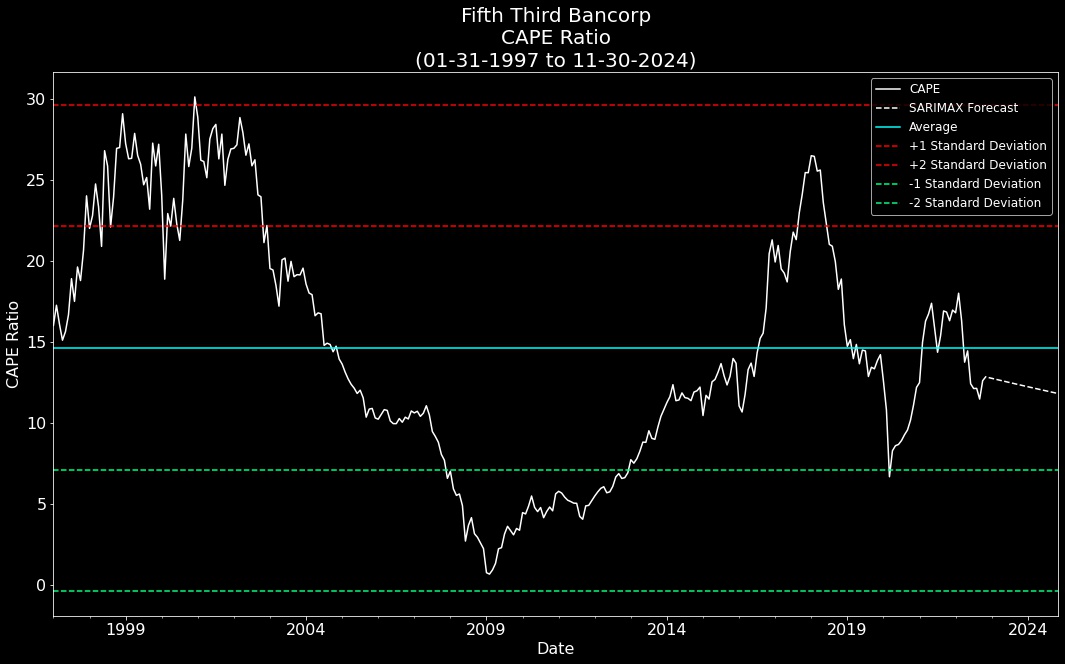 Fifth Third Bancorp
CAPE Ratio
(01-31-1997 to 11-30-2024)
CAPE
SARIMAX Forecast
Average
+1 Standard Deviation
+2 Standard Deviation
-1 Standard Deviation
-2 Standard Deviation
30
25
20
15
10
5
0
CAPE Ratio
1999 2004 2009 2014 2019 2024
Date